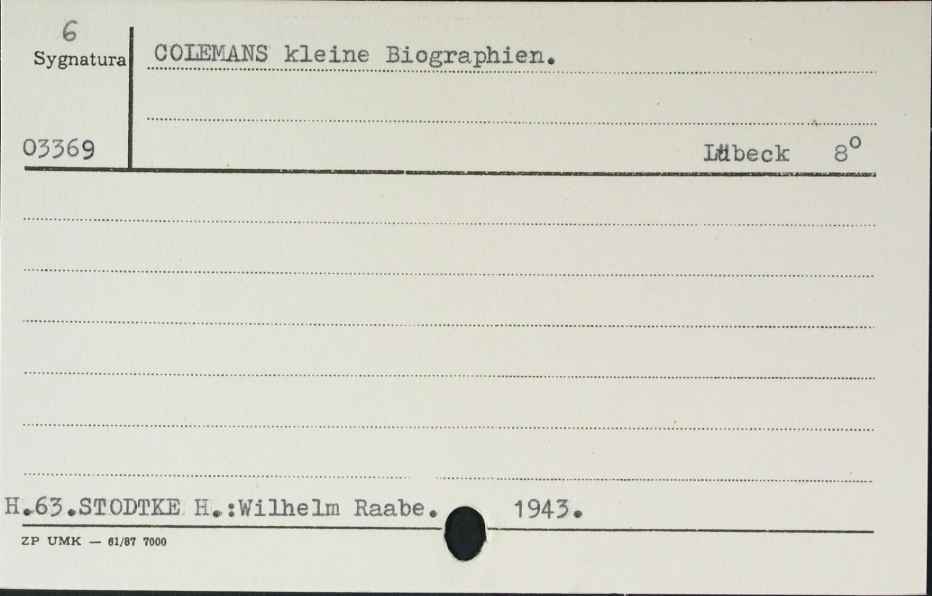 6
Sygnatura
COLEMANS kleine Biographien.
03369
Lübeck 8°
H.63.STODTKE H.:Wilhelm Raabe. 1943.
ZP UMK — 61/87 7000